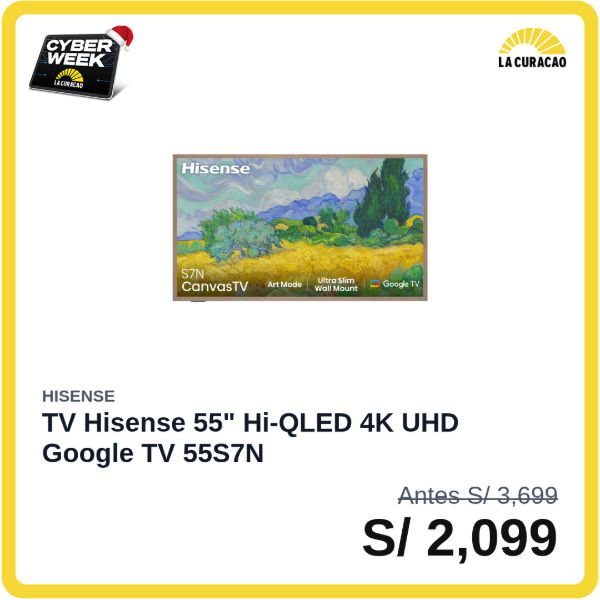 CYBER
WEEK
LA CURACAO
LA CURACAO
Hisense
S7N
CanvasTV
Art Mode
Ultra Slim
Wall Mount
Google TV
HISENSE
TV Hisense 55" Hi-QLED 4K UHD
Google TV 55S7N
Antes S/ 3,699
S/ 2,099